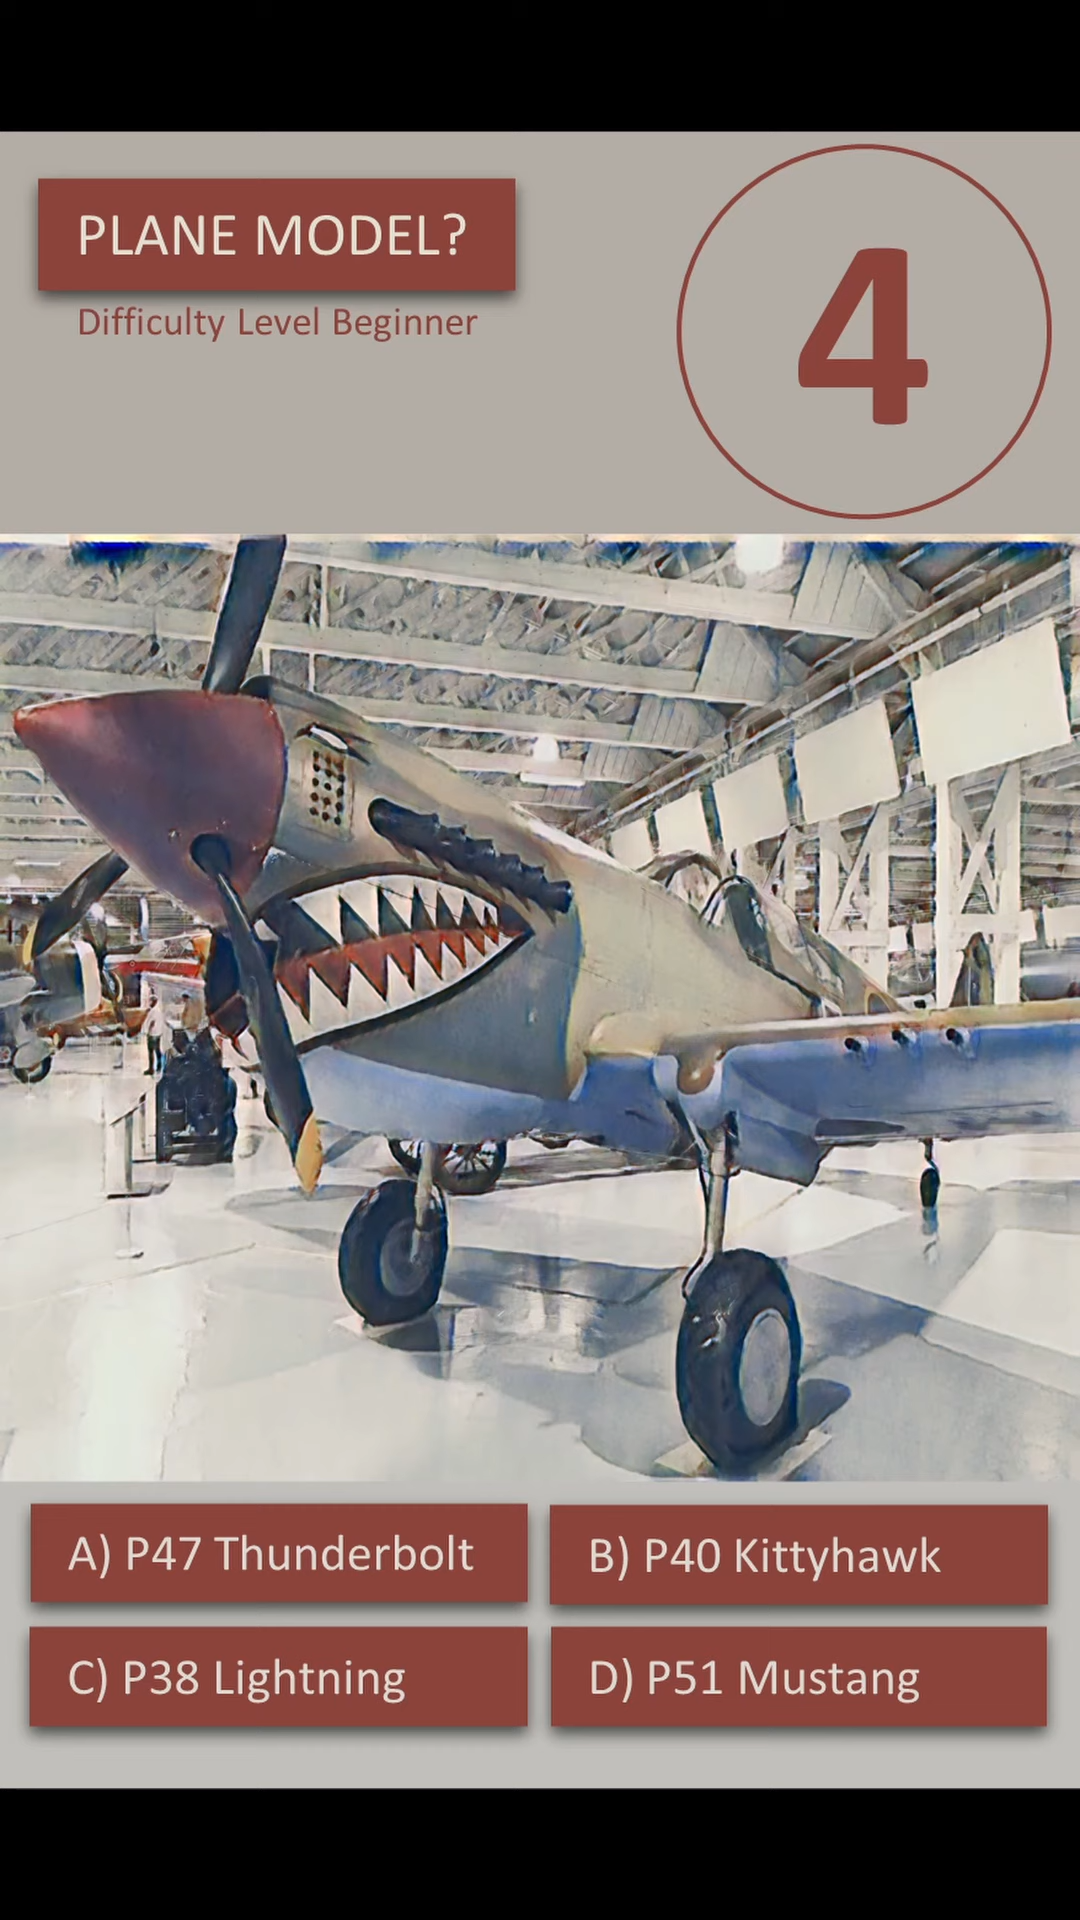 PLANE MODEL?
Difficulty Level Beginner
4
A) P47 Thunderbolt
B) P40 Kittyhawk
C) P38 Lightning
D) P51 Mustang